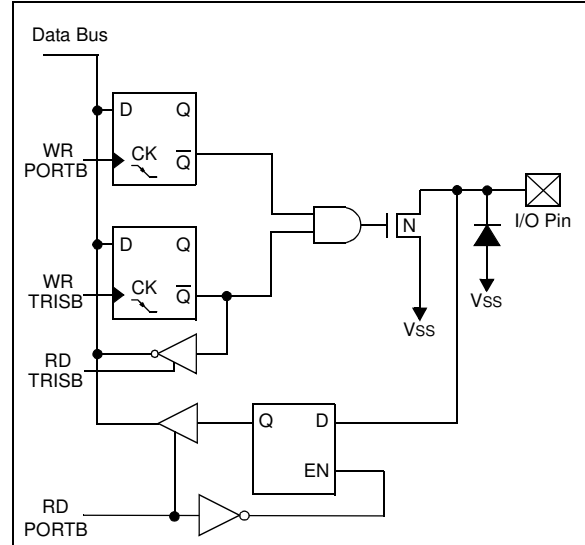 Data Bus
D Q
WR
PORTB
CK
Q̅
N
I/O Pin
D Q
WR
TRISB
CK
Q̅
VSS
VSS
RD
TRISB
Q D
EN
RD
PORTB